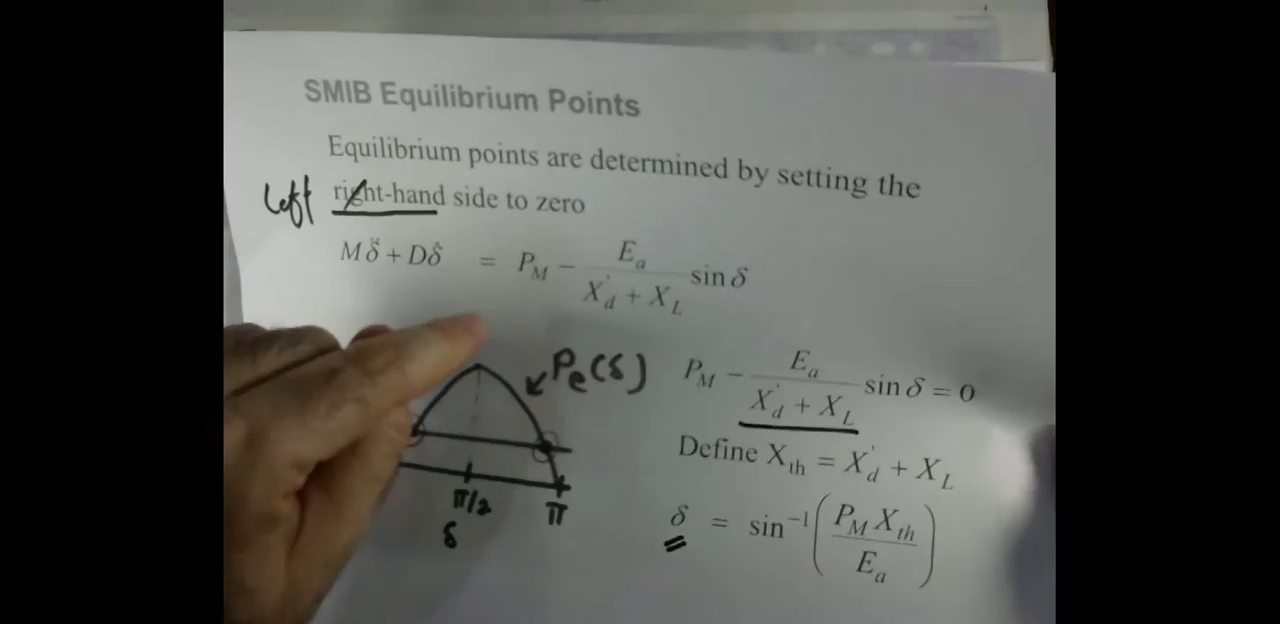 SMIB Equilibrium Points
Equilibrium points are determined by setting the
Left right-hand side to zero
Mδ̈ + Dδ̇ = P_M − E_a / (X'_d + X_L) sin δ
Pe(δ)
P_M − E_a / (X'_d + X_L) sin δ = 0
Define X_th = X'_d + X_L
π/2
π
δ
δ = sin⁻¹(P_M X_th / E_a)